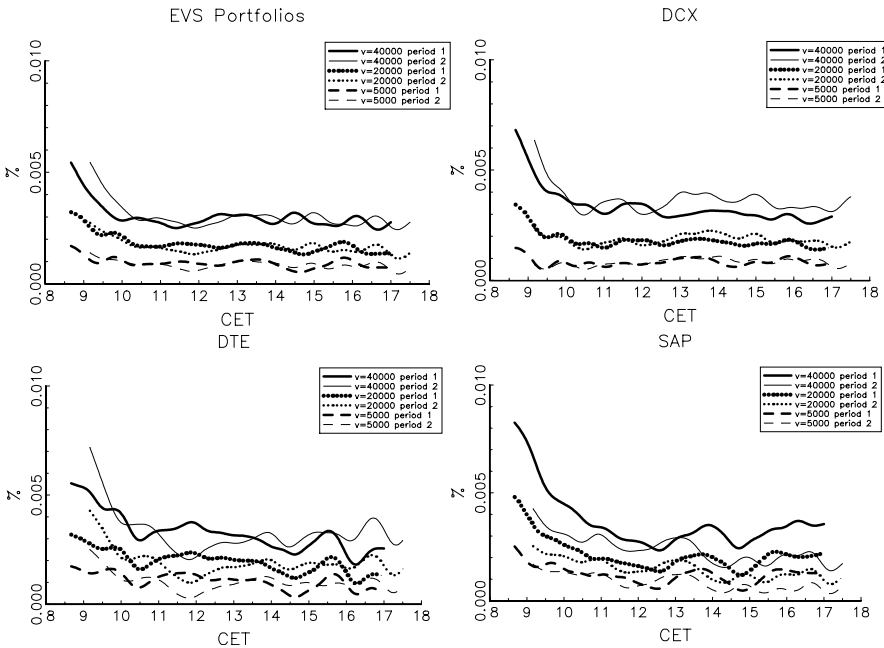 EVS Portfolios
v=40000 period 1
v=40000 period 2
v=20000 period 1
v=20000 period 2
v=5000 period 1
v=5000 period 2
%
0.010
0.005
0.000
8 9 10 11 12 13 14 15 16 17 18
CET
DCX
v=40000 period 1
v=40000 period 2
v=20000 period 1
v=20000 period 2
v=5000 period 1
v=5000 period 2
%
0.010
0.005
0.000
8 9 10 11 12 13 14 15 16 17 18
CET
DTE
v=40000 period 1
v=40000 period 2
v=20000 period 1
v=20000 period 2
v=5000 period 1
v=5000 period 2
%
0.010
0.005
0.000
8 9 10 11 12 13 14 15 16 17 18
CET
SAP
v=40000 period 1
v=40000 period 2
v=20000 period 1
v=20000 period 2
v=5000 period 1
v=5000 period 2
%
0.010
0.005
0.000
8 9 10 11 12 13 14 15 16 17 18
CET